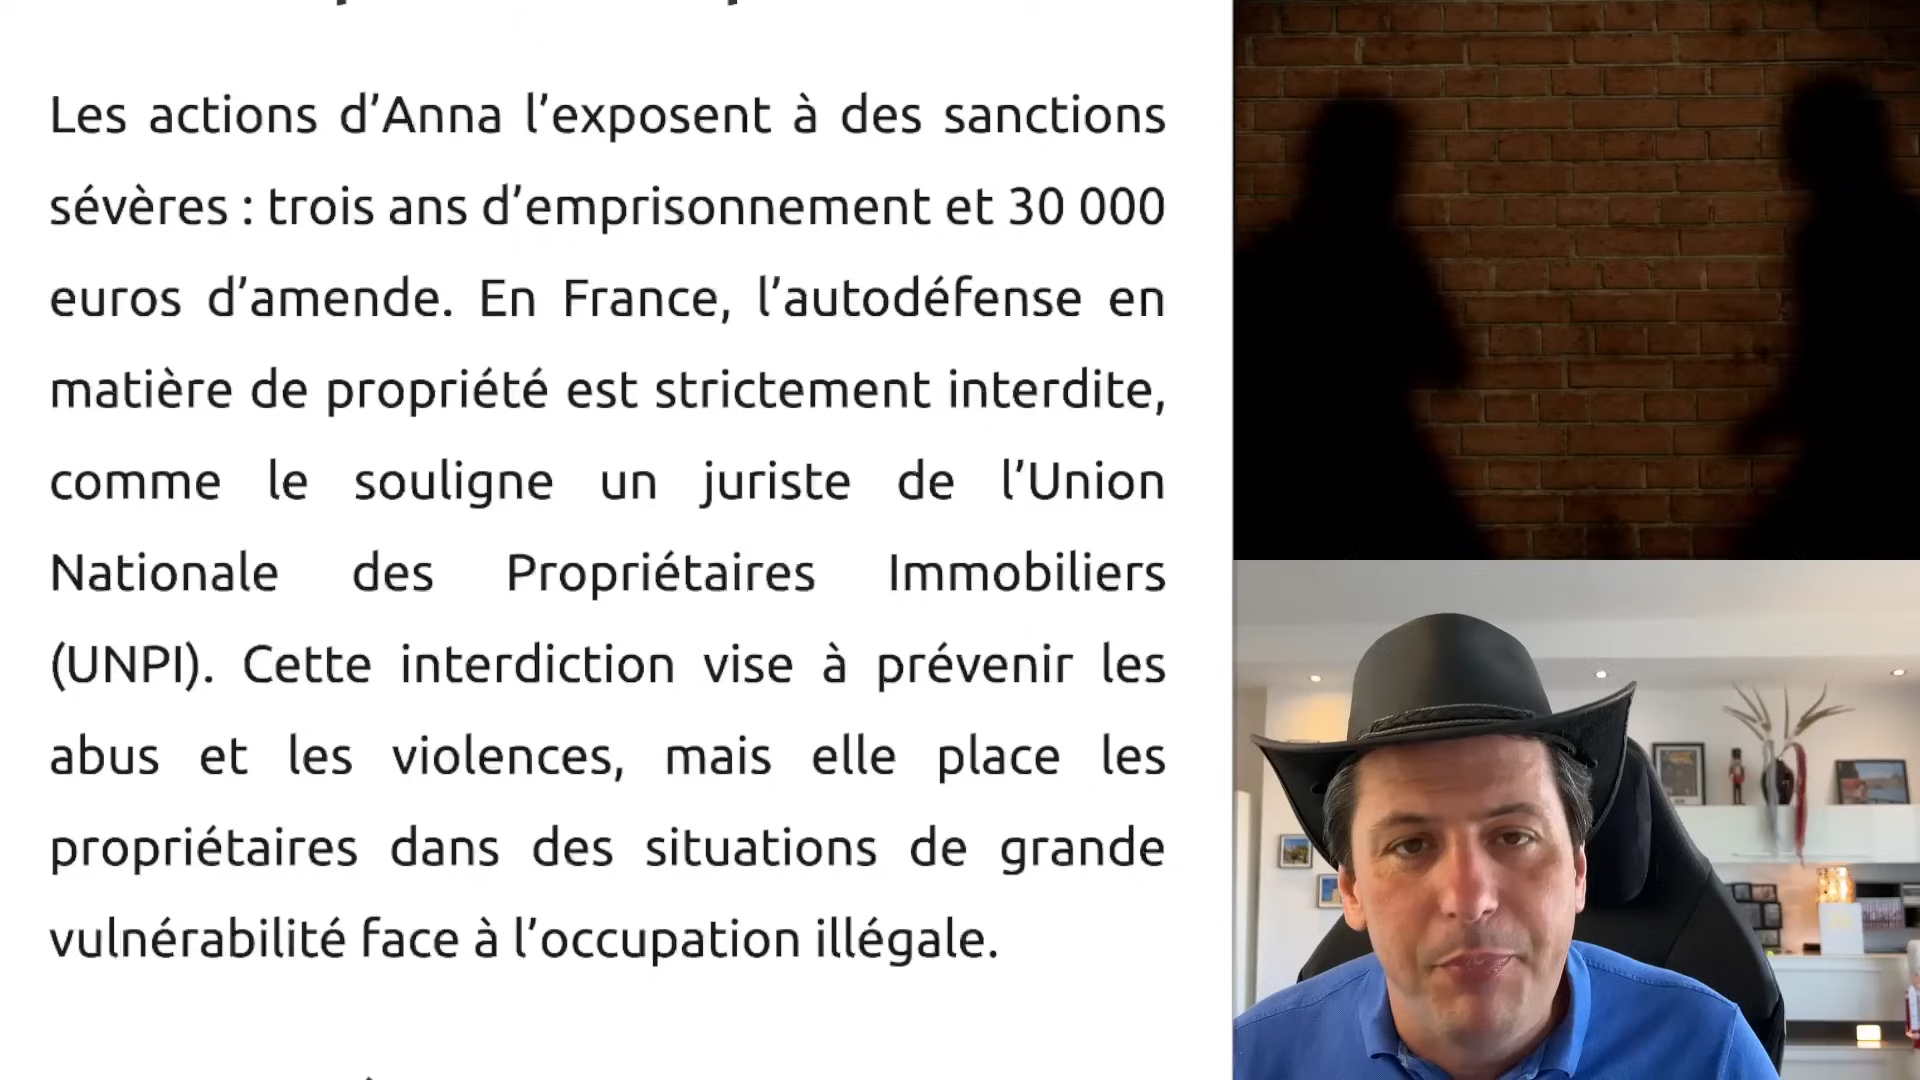 Les actions d’Anna l’exposent à des sanctions
sévères : trois ans d’emprisonnement et 30 000
euros d’amende. En France, l’autodéfense en
matière de propriété est strictement interdite,
comme le souligne un juriste de l’Union
Nationale des Propriétaires Immobiliers
(UNPI). Cette interdiction vise à prévenir les
abus et les violences, mais elle place les
propriétaires dans des situations de grande
vulnérabilité face à l’occupation illégale.